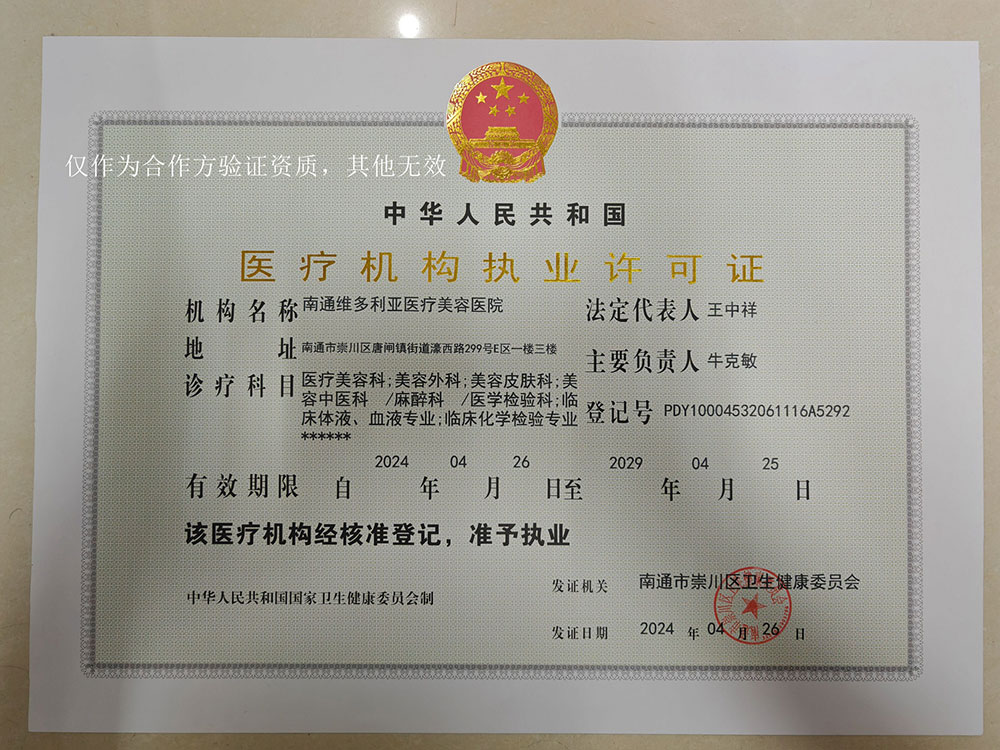 仅作为合作方验证资质，其他无效
中华人民共和国
医疗机构执业许可证
机构名称 南通维多利亚医疗美容医院
法定代表人 王中祥
地址 南通市崇川区唐闸镇街道濠西路299号E区一楼三楼
主要负责人 牛克敏
诊疗科目 医疗美容科;美容外科;美容皮肤科;美
容中医科 /麻醉科 /医学检验科;临
床体液、血液专业;临床化学检验专业
******
登记号 PDY10004532061116A5292
有效期限 自 2024 年 04 月 26 日至 2029 年 04 月 25 日
该医疗机构经核准登记，准予执业
中华人民共和国国家卫生健康委员会制
发证机关 南通市崇川区卫生健康委员会
发证日期 2024 年 04 月 26 日